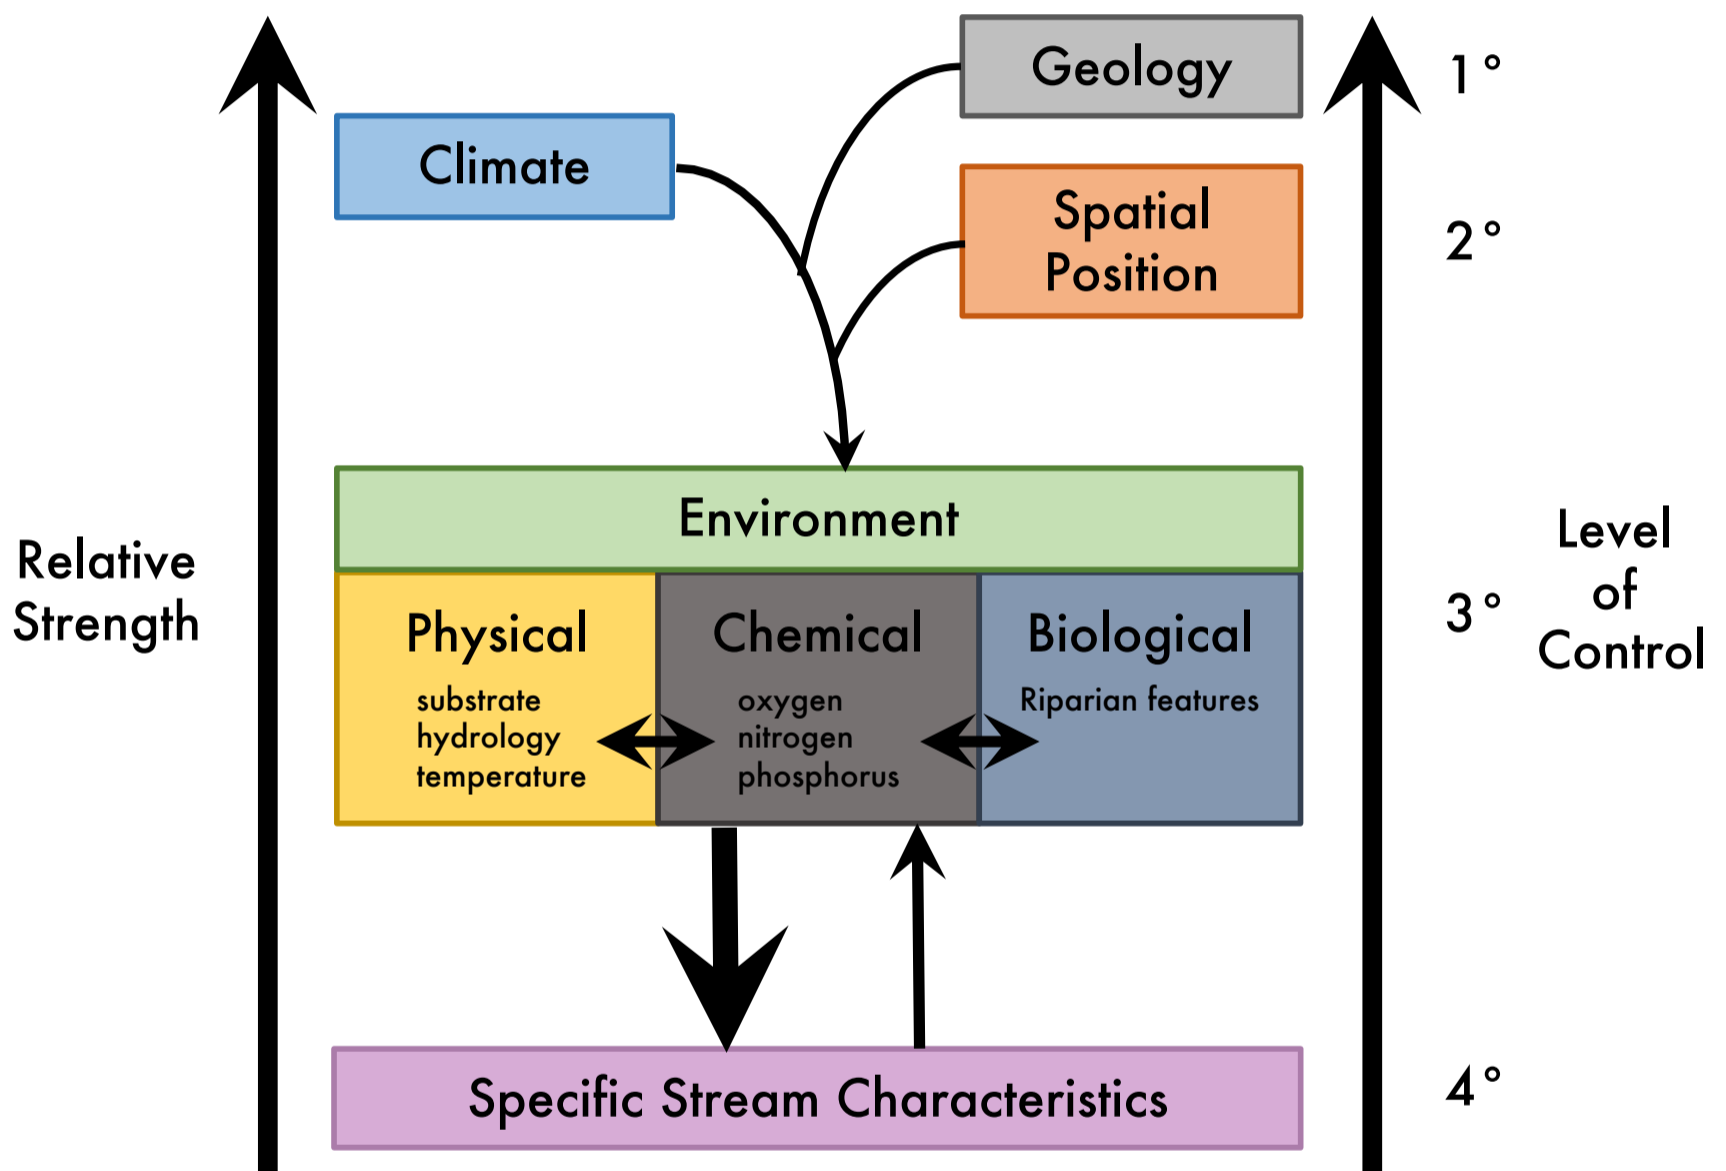 Geology
1°
Climate
Spatial
Position
2°
Environment
Relative
Strength
Physical
substrate
hydrology
temperature
Chemical
oxygen
nitrogen
phosphorus
Biological
Riparian features
3°
Level
of
Control
Specific Stream Characteristics
4°